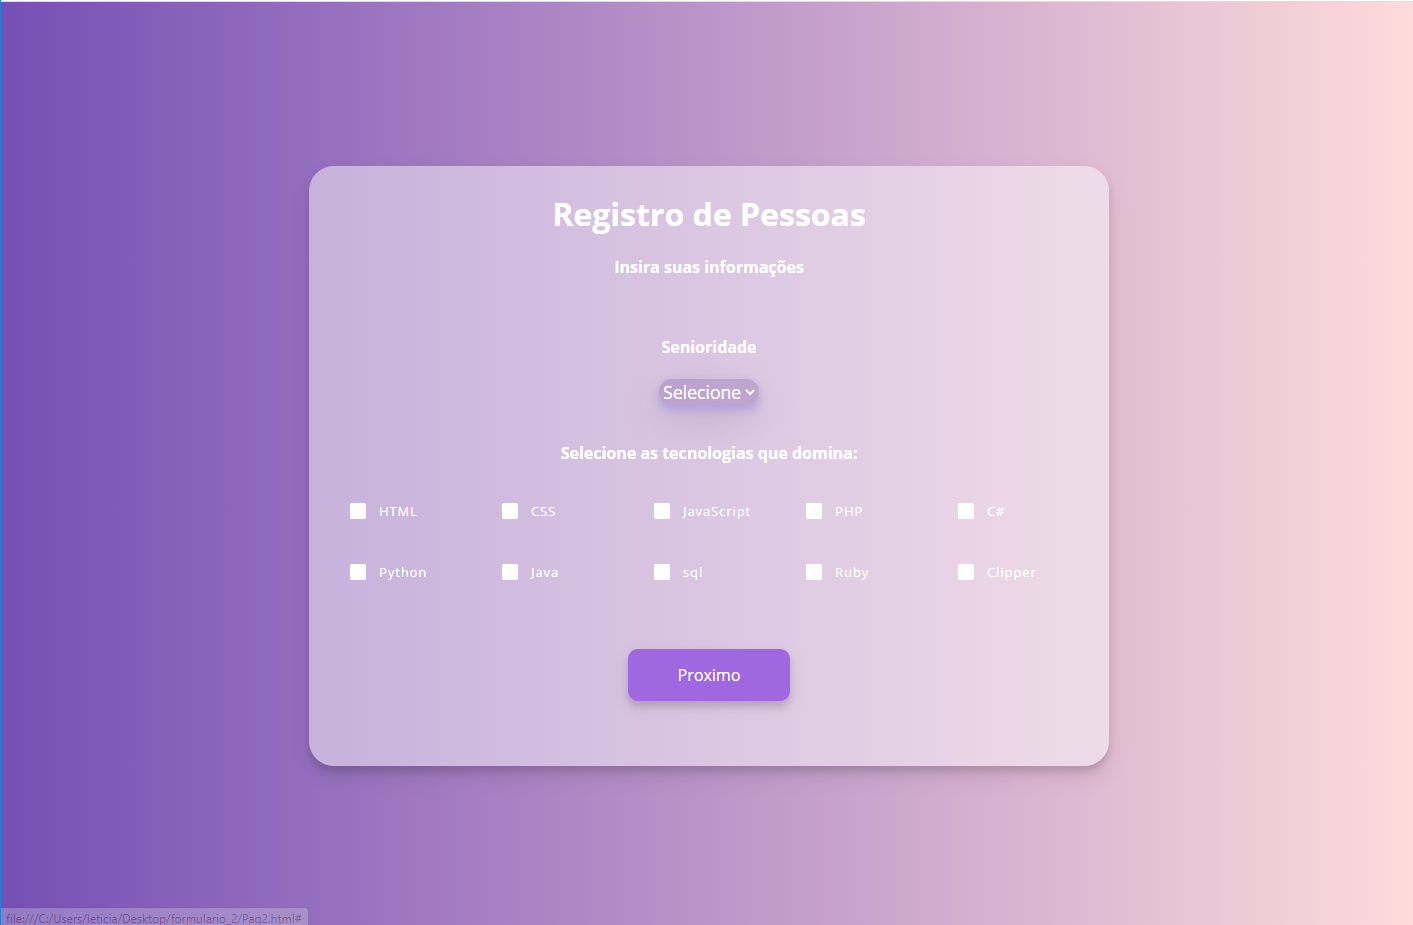 Registro de Pessoas
Insira suas informações
Senioridade
Selecione
Selecione as tecnologias que domina:
HTML CSS JavaScript PHP C#
Python Java sql Ruby Clipper
Proximo
file:///C:/Users/leticia/Desktop/formulario_2/Pag2.html#